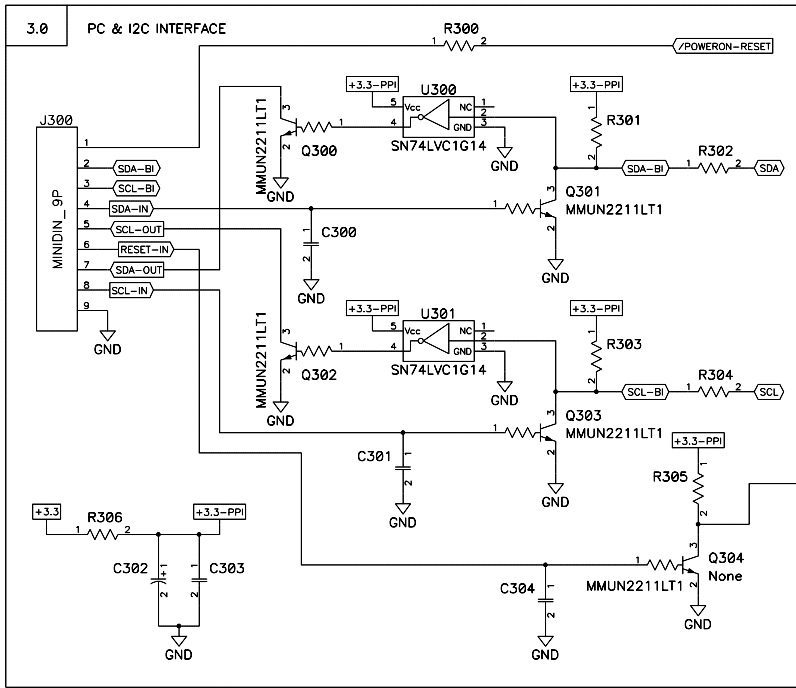 3.0 PC & I2C INTERFACE
R300
1 2
/POWERON-RESET
+3.3-PPI
U300
5 Vcc NC 1
2
4 GND 3
SN74LVC1G14
GND
+3.3-PPI
1
R301
2
R302
SDA-BI 1 2 SDA
J300
MINIDIN_9P
1
2 SDA-BI
3 SCL-BI
4 SDA-IN
5 SCL-OUT
6 RESET-IN
7 SDA-OUT
8 SCL-IN
9
GND
MMUN2211LT1
3
1
Q300
2
GND
1
C300
2
GND
Q301
3
1
MMUN2211LT1
2
GND
+3.3-PPI
U301
5 Vcc NC 1
2
4 GND 3
SN74LVC1G14
GND
+3.3-PPI
1
R303
2
R304
SCL-BI 1 2 SCL
MMUN2211LT1
3
1
Q302
2
GND
Q303
3
1
MMUN2211LT1
2
GND
C301
1
2
GND
+3.3-PPI
1
R305
2
+3.3
R306
1 2
+3.3-PPI
C302
+1
2
1
C303
2
GND
3
1
Q304
None
MMUN2211LT1
2
GND
C304
1
2
GND